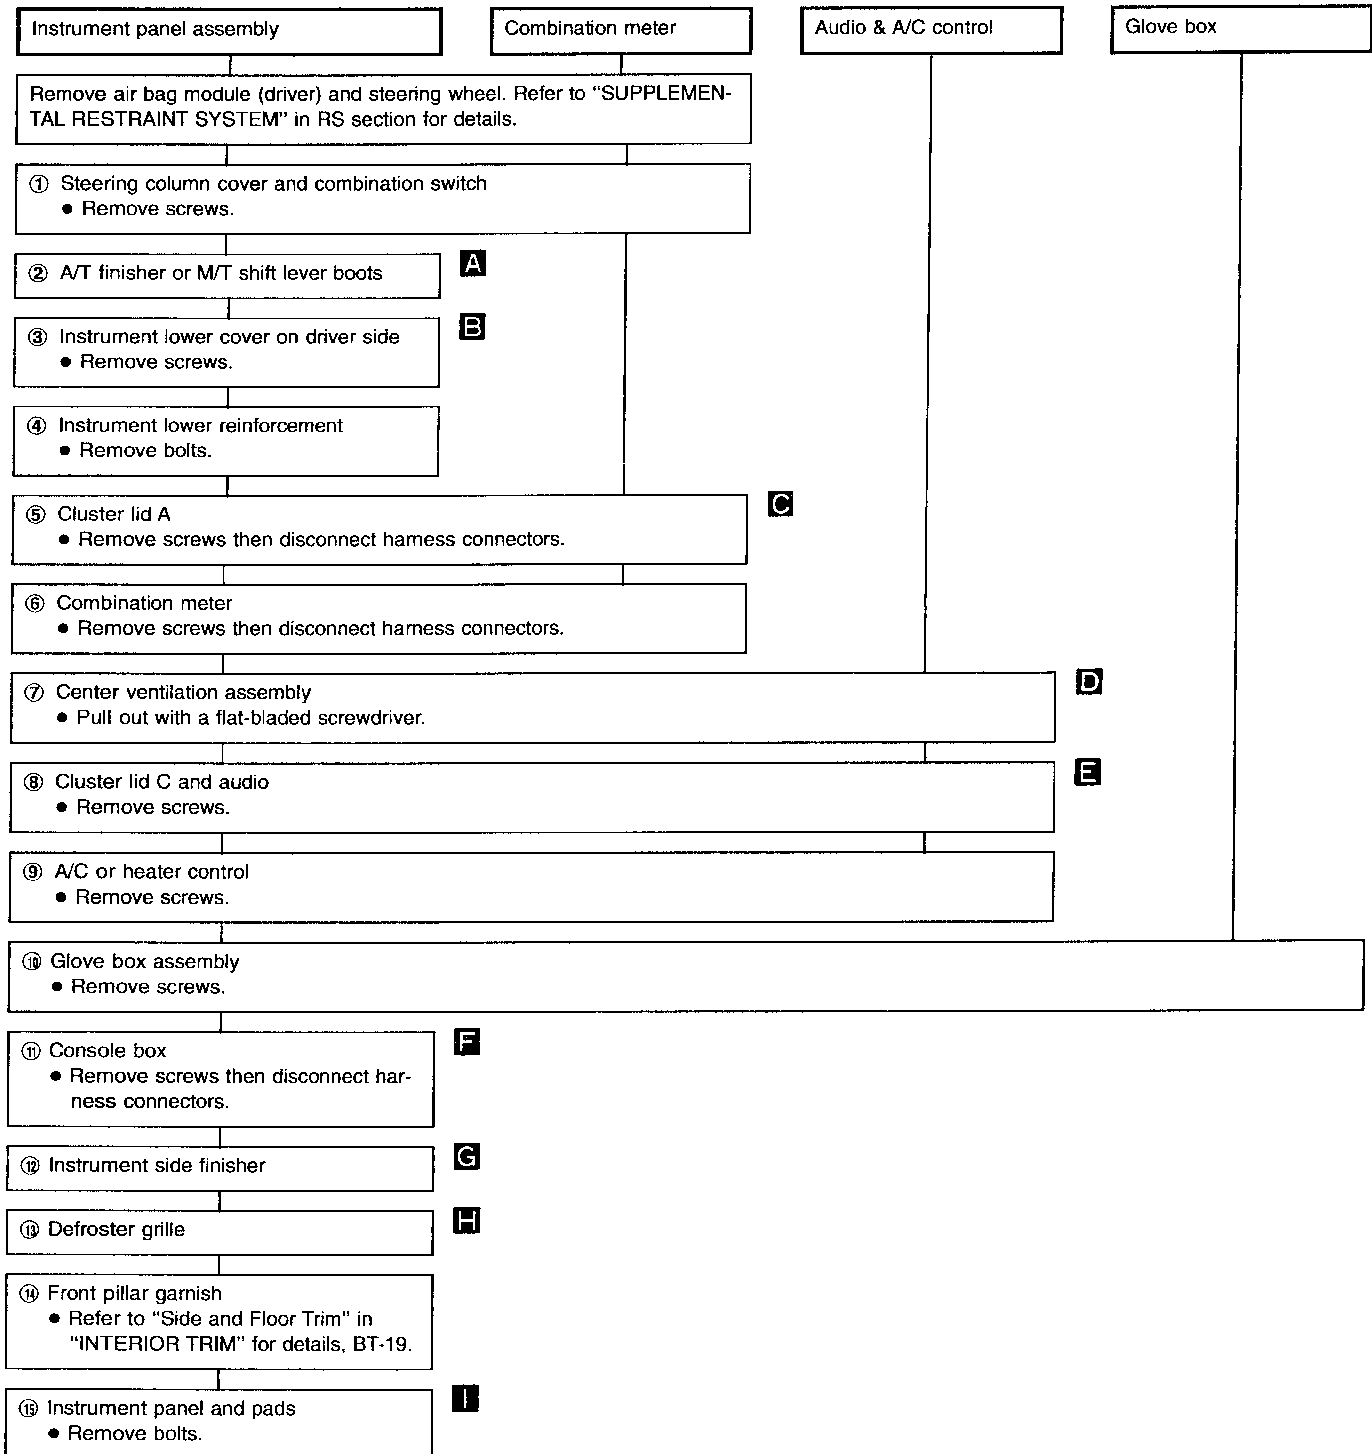 Instrument panel assembly
Combination meter
Audio & A/C control
Glove box
Remove air bag module (driver) and steering wheel. Refer to “SUPPLEMEN-
TAL RESTRAINT SYSTEM” in RS section for details.
① Steering column cover and combination switch
● Remove screws.
② A/T finisher or M/T shift lever boots
A
③ Instrument lower cover on driver side
● Remove screws.
B
④ Instrument lower reinforcement
● Remove bolts.
⑤ Cluster lid A
● Remove screws then disconnect harness connectors.
C
⑥ Combination meter
● Remove screws then disconnect harness connectors.
⑦ Center ventilation assembly
● Pull out with a flat-bladed screwdriver.
D
⑧ Cluster lid C and audio
● Remove screws.
E
⑨ A/C or heater control
● Remove screws.
⑩ Glove box assembly
● Remove screws.
⑪ Console box
● Remove screws then disconnect har-
ness connectors.
F
⑫ Instrument side finisher
G
⑬ Defroster grille
H
⑭ Front pillar garnish
● Refer to “Side and Floor Trim” in
“INTERIOR TRIM” for details, BT-19.
⑮ Instrument panel and pads
● Remove bolts.
I